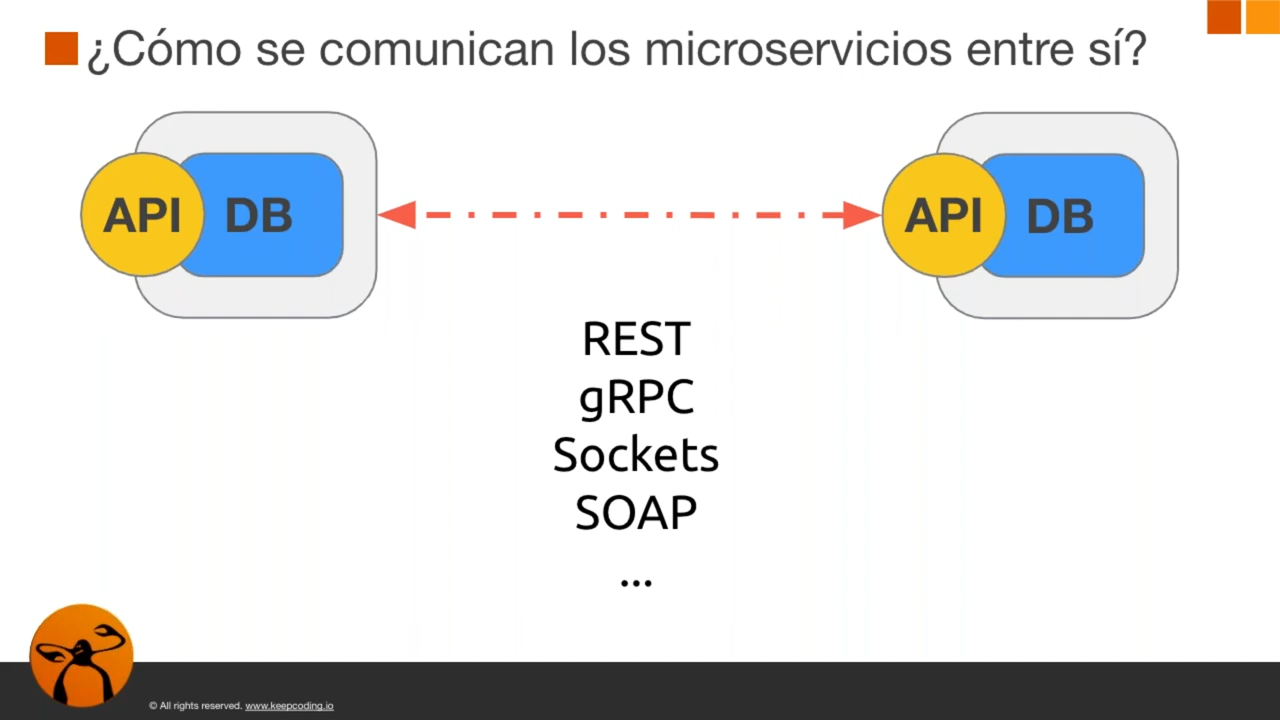 ¿Cómo se comunican los microservicios entre sí?
API DB
API DB
REST
gRPC
Sockets
SOAP
...
© All rights reserved. www.keepcoding.io